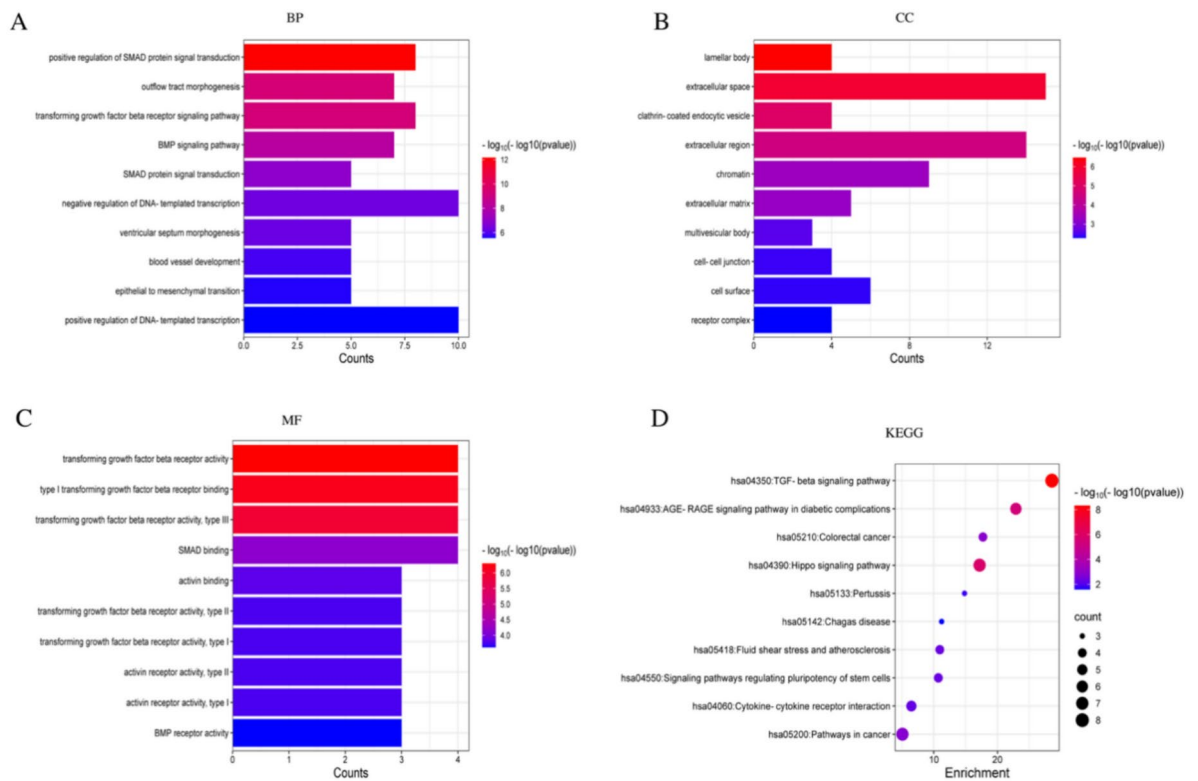 A
BP
positive regulation of SMAD protein signal transduction
outflow tract morphogenesis
transforming growth factor beta receptor signaling pathway
BMP signaling pathway
SMAD protein signal transduction
negative regulation of DNA- templated transcription
ventricular septum morphogenesis
blood vessel development
epithelial to mesenchymal transition
positive regulation of DNA- templated transcription
0.0 2.5 5.0 7.5 10.0
Counts
- log10(- log10(pvalue))
12
10
8
6
B
CC
lamellar body
extracellular space
clathrin- coated endocytic vesicle
extracellular region
chromatin
extracellular matrix
multivesicular body
cell- cell junction
cell surface
receptor complex
0 4 8 12
Counts
- log10(- log10(pvalue))
6
5
4
3
C
MF
transforming growth factor beta receptor activity
type I transforming growth factor beta receptor binding
transforming growth factor beta receptor activity, type III
SMAD binding
activin binding
transforming growth factor beta receptor activity, type II
transforming growth factor beta receptor activity, type I
activin receptor activity, type II
activin receptor activity, type I
BMP receptor activity
0 1 2 3 4
Counts
- log10(- log10(pvalue))
6.0
5.5
5.0
4.5
4.0
D
KEGG
hsa04350:TGF- beta signaling pathway
hsa04933:AGE- RAGE signaling pathway in diabetic complications
hsa05210:Colorectal cancer
hsa04390:Hippo signaling pathway
hsa05133:Pertussis
hsa05142:Chagas disease
hsa05418:Fluid shear stress and atherosclerosis
hsa04550:Signaling pathways regulating pluripotency of stem cells
hsa04060:Cytokine- cytokine receptor interaction
hsa05200:Pathways in cancer
10 20
Enrichment
- log10(- log10(pvalue))
8
6
4
2
count
3
4
5
6
7
8